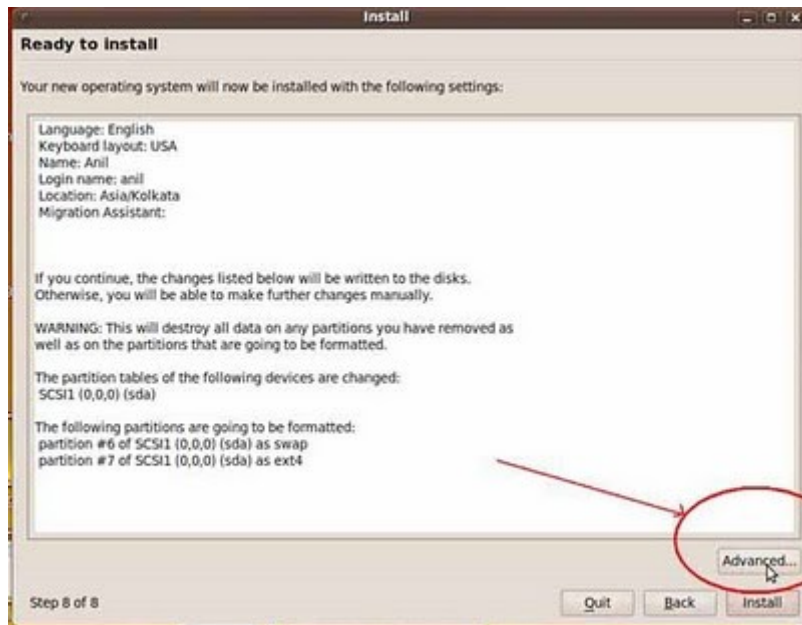 Install
Ready to install
Your new operating system will now be installed with the following settings:
Language: English
Keyboard layout: USA
Name: Anil
Login name: anil
Location: Asia/Kolkata
Migration Assistant:
If you continue, the changes listed below will be written to the disks.
Otherwise, you will be able to make further changes manually.
WARNING: This will destroy all data on any partitions you have removed as
well as on the partitions that are going to be formatted.
The partition tables of the following devices are changed:
SCSI1 (0,0,0) (sda)
The following partitions are going to be formatted:
partition #6 of SCSI1 (0,0,0) (sda) as swap
partition #7 of SCSI1 (0,0,0) (sda) as ext4
Advanced...
Step 8 of 8
Quit
Back
Install